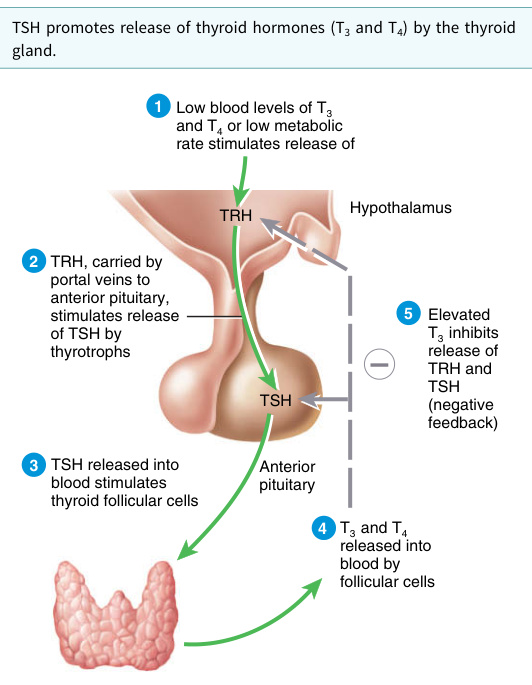 TSH promotes release of thyroid hormones (T₃ and T₄) by the thyroid
gland.
1 Low blood levels of T₃
and T₄ or low metabolic
rate stimulates release of
TRH
Hypothalamus
2 TRH, carried by
portal veins to
anterior pituitary,
stimulates release
of TSH by
thyrotrophs
5 Elevated
T₃ inhibits
release of
TRH and
TSH
(negative
feedback)
−
TSH
Anterior
pituitary
3 TSH released into
blood stimulates
thyroid follicular cells
4 T₃ and T₄
released into
blood by
follicular cells